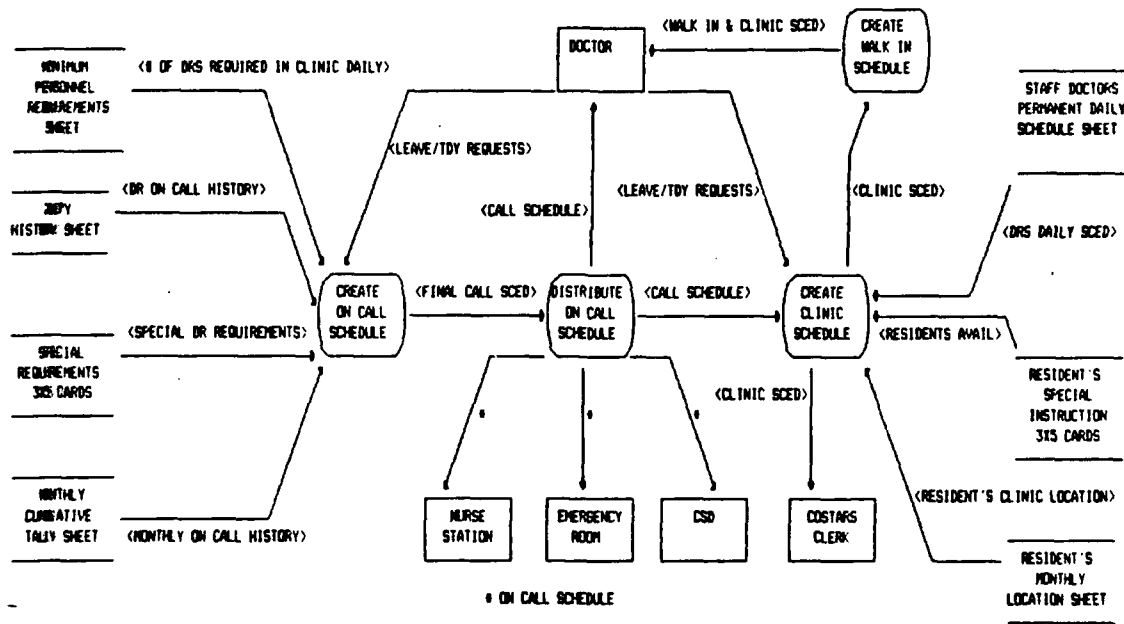 <WALK IN & CLINIC SCED>
CREATE
WALK IN
SCHEDULE
DOCTOR
MINIMUM
PERSONNEL
REQUIREMENTS
SHEET
<# OF DRS REQUIRED IN CLINIC DAILY>
STAFF DOCTORS
PERMANENT DAILY
SCHEDULE SHEET
<LEAVE/TDY REQUESTS>
<LEAVE/TDY REQUESTS>
<CLINIC SCED>
<DR ON CALL HISTORY>
HISTORY SHEET
<CALL SCHEDULE>
<DRS DAILY SCED>
CREATE
ON CALL
SCHEDULE
<FINAL CALL SCED>
DISTRIBUTE
ON CALL
SCHEDULE
<CALL SCHEDULE>
CREATE
CLINIC
SCHEDULE
<SPECIAL DR REQUIREMENTS>
<RESIDENTS AVAIL>
SPECIAL
REQUIREMENTS
3X5 CARDS
RESIDENT'S
SPECIAL
INSTRUCTION
3X5 CARDS
<CLINIC SCED>
*
*
*
MONTHLY
CUMULATIVE
TALLY SHEET
<MONTHLY ON CALL HISTORY>
NURSE
STATION
EMERGENCY
ROOM
CSD
COSTARS
CLERK
<RESIDENT'S CLINIC LOCATION>
RESIDENT'S
MONTHLY
LOCATION SHEET
* ON CALL SCHEDULE